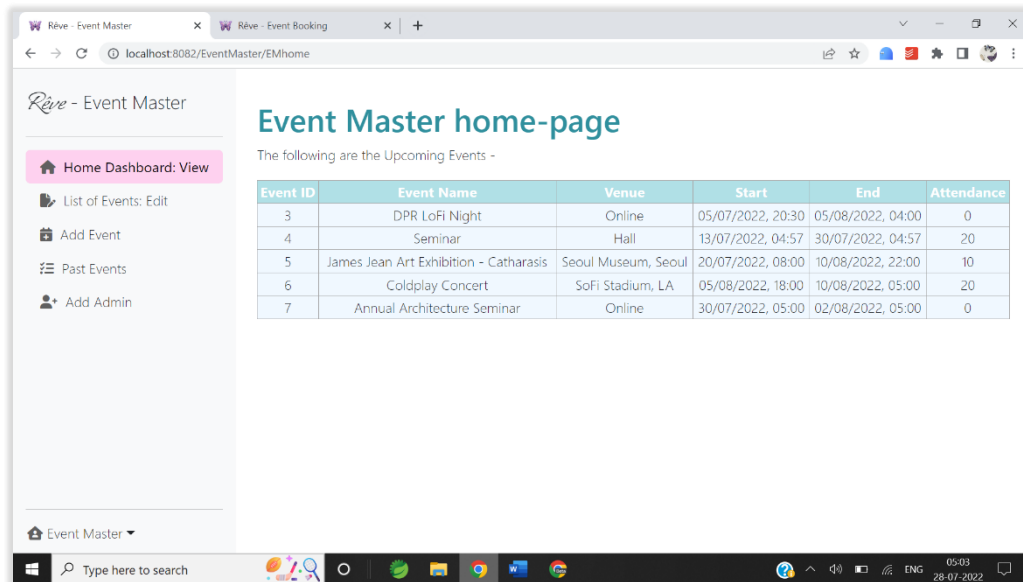 Rêve - Event Master
Rêve - Event Booking
localhost:8082/EventMaster/EMhome
Rêve - Event Master
Home Dashboard: View
List of Events: Edit
Add Event
Past Events
Add Admin
Event Master
Event Master home-page
The following are the Upcoming Events -
Event ID Event Name Venue Start End Attendance
3 DPR LoFi Night Online 05/07/2022, 20:30 05/08/2022, 04:00 0
4 Seminar Hall 13/07/2022, 04:57 30/07/2022, 04:57 20
5 James Jean Art Exhibition - Catharasis Seoul Museum, Seoul 20/07/2022, 08:00 10/08/2022, 22:00 10
6 Coldplay Concert SoFi Stadium, LA 05/08/2022, 18:00 10/08/2022, 05:00 20
7 Annual Architecture Seminar Online 30/07/2022, 05:00 02/08/2022, 05:00 0
Type here to search
ENG
05:03
28-07-2022